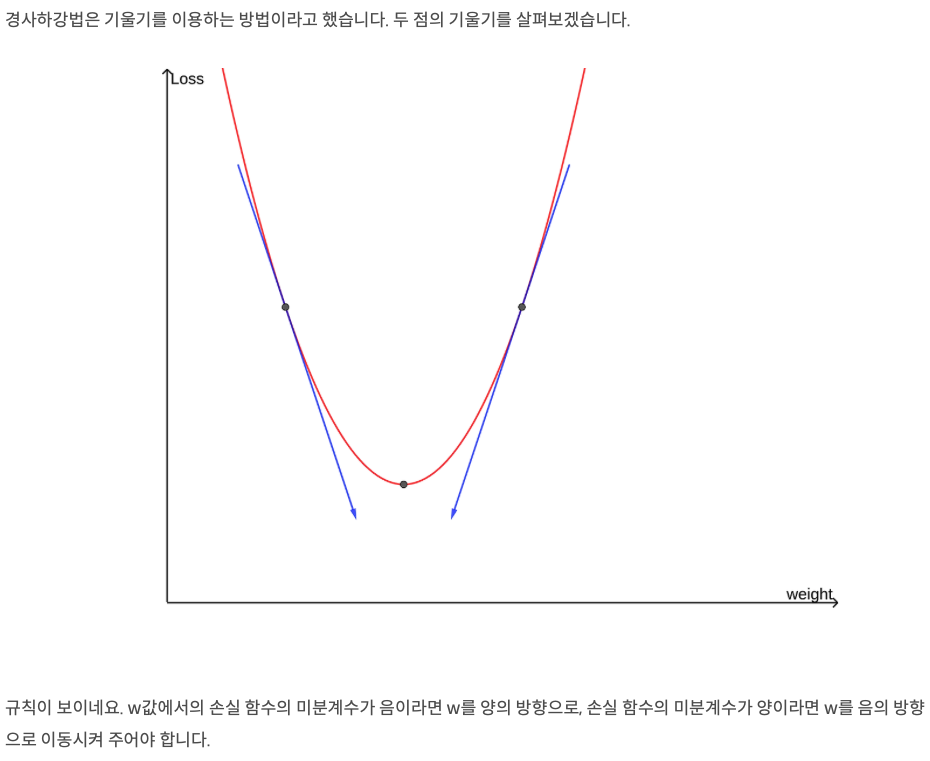 경사하강법은 기울기를 이용하는 방법이라고 했습니다. 두 점의 기울기를 살펴보겠습니다.
Loss
weight
규칙이 보이네요. w값에서의 손실 함수의 미분계수가 음이라면 w를 양의 방향으로, 손실 함수의 미분계수가 양이라면 w를 음의 방향
으로 이동시켜 주어야 합니다.